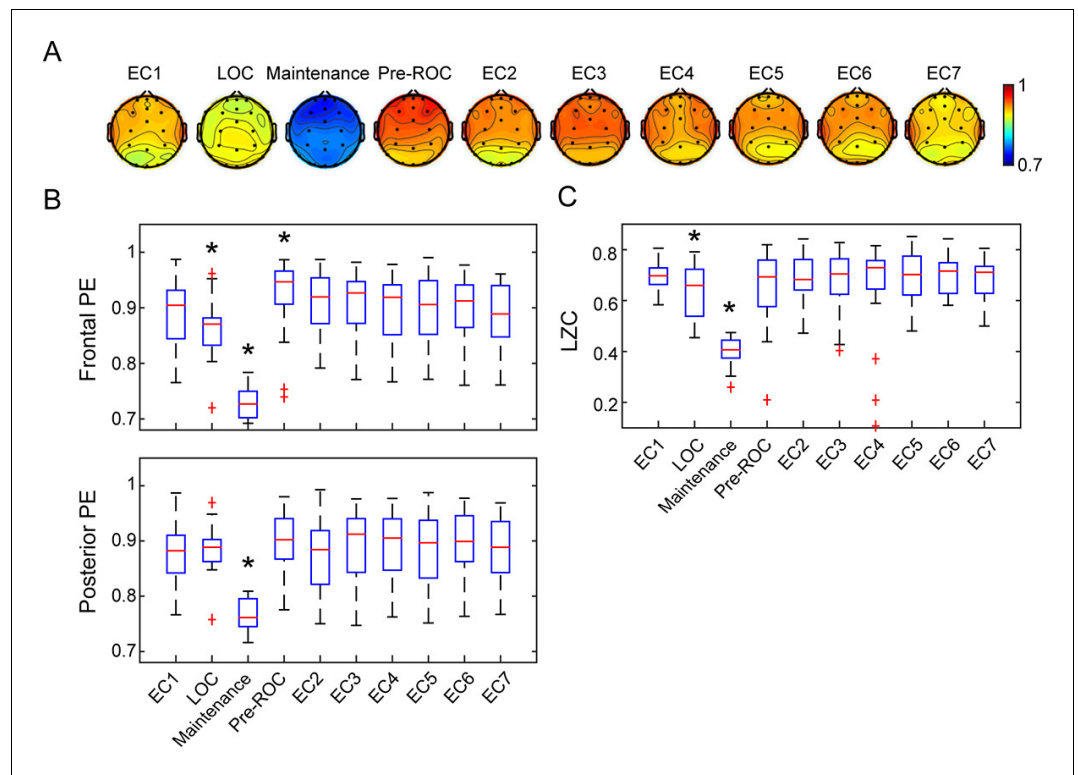 A
EC1 LOC Maintenance Pre-ROC EC2 EC3 EC4 EC5 EC6 EC7
1
0.7
B
Frontal PE
1
0.9
0.8
0.7
* * *
Posterior PE
1
0.9
0.8
0.7
*
EC1 LOC Maintenance Pre-ROC EC2 EC3 EC4 EC5 EC6 EC7
C
LZC
0.8
0.6
0.4
0.2
* *
EC1 LOC Maintenance Pre-ROC EC2 EC3 EC4 EC5 EC6 EC7